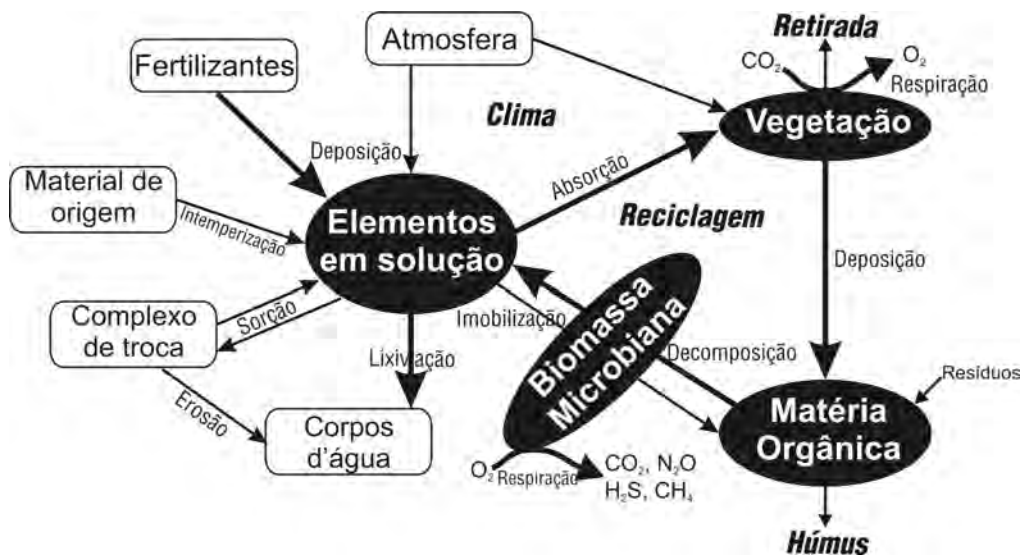 Retirada
Atmosfera
CO₂
O₂
Respiração
Fertilizantes
Clima
Vegetação
Deposição
Absorção
Material de
origem
Intemperização
Elementos
em solução
Reciclagem
Deposição
Complexo
de troca
Sorção
Imobilização
Biomassa
Microbiana
Decomposição
Lixiviação
Resíduos
Erosão
Matéria
Orgânica
Corpos
d'água
O₂ Respiração
CO₂, N₂O
H₂S, CH₄
Húmus